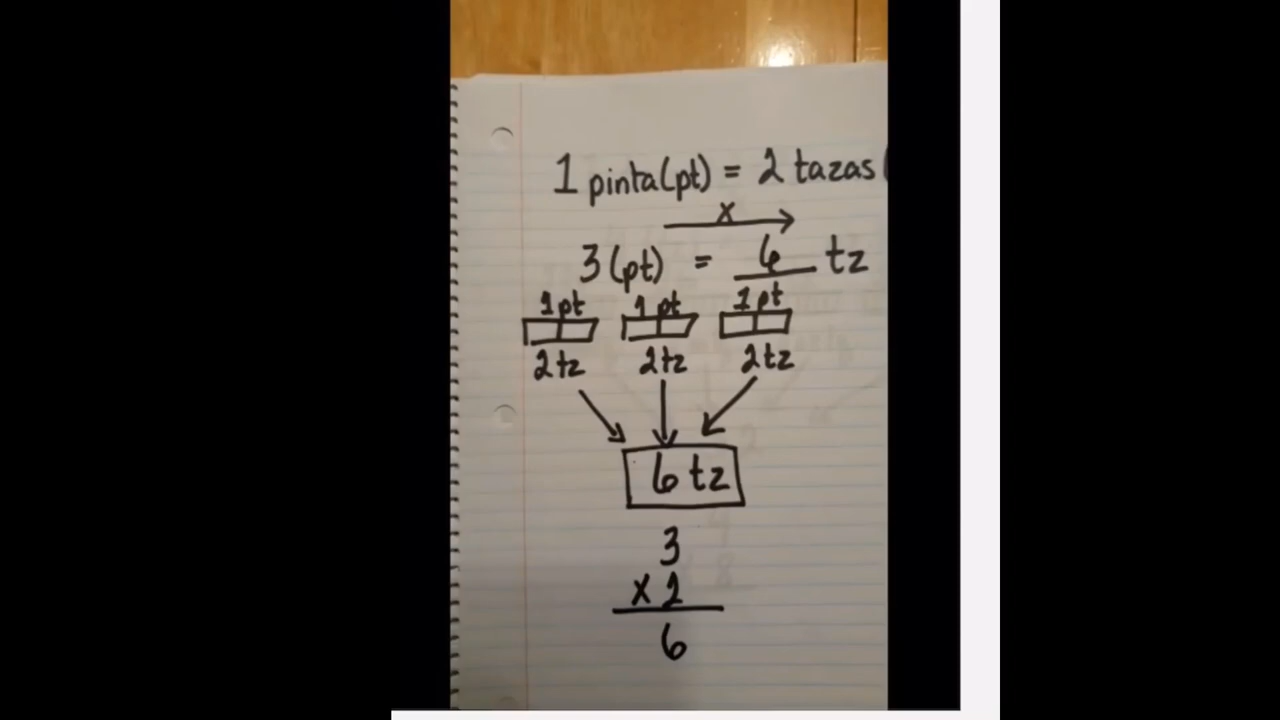 1 pinta(pt) = 2 tazas (
x
3 (pt) = 6 tz
1pt 1pt 1pt
2tz 2tz 2tz
6 tz
3
x 2
6